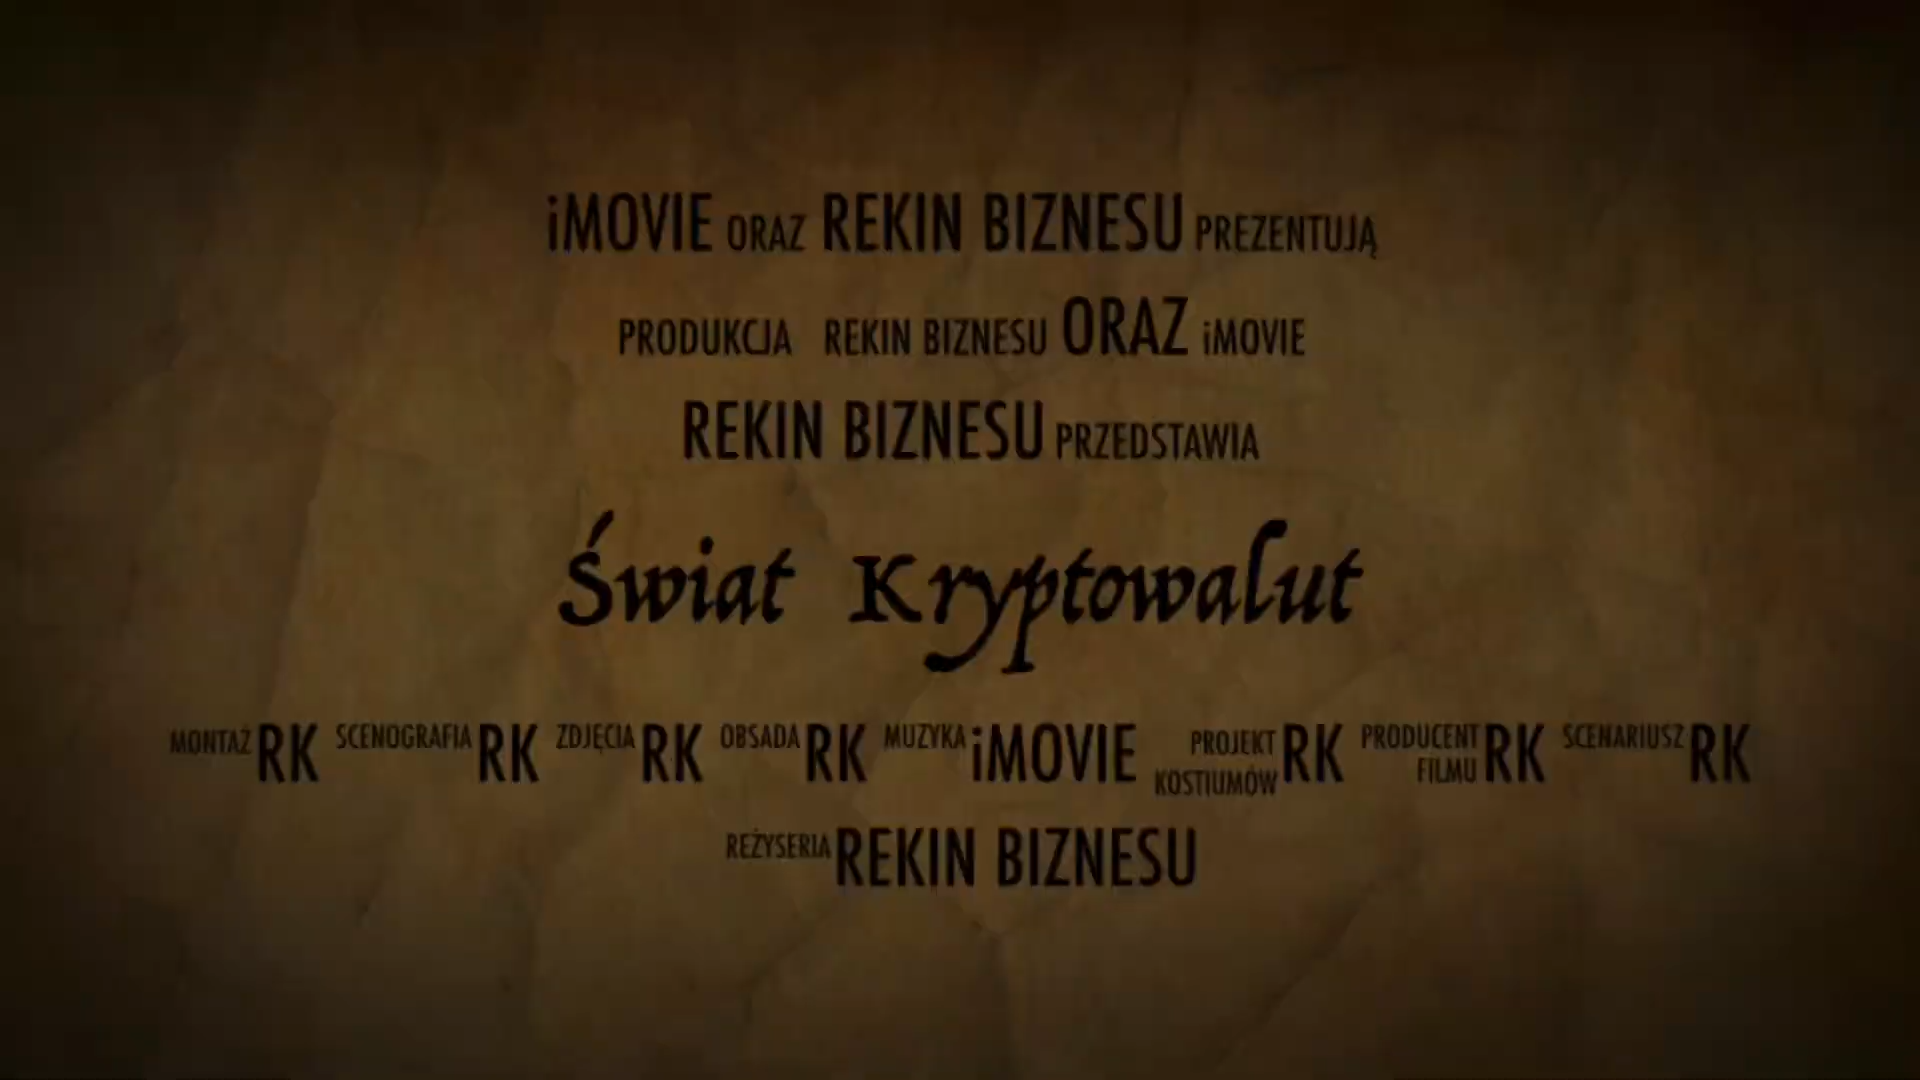 iMOVIE ORAZ REKIN BIZNESU PREZENTUJĄ
PRODUKCJA REKIN BIZNESU ORAZ iMOVIE
REKIN BIZNESU PRZEDSTAWIA
Świat Kryptowalut
MONTAŻ RK SCENOGRAFIA RK ZDJĘCIA RK OBSADA RK MUZYKA iMOVIE PROJEKT KOSTIUMÓW RK PRODUCENT FILMU RK SCENARIUSZ RK
REŻYSERIA REKIN BIZNESU